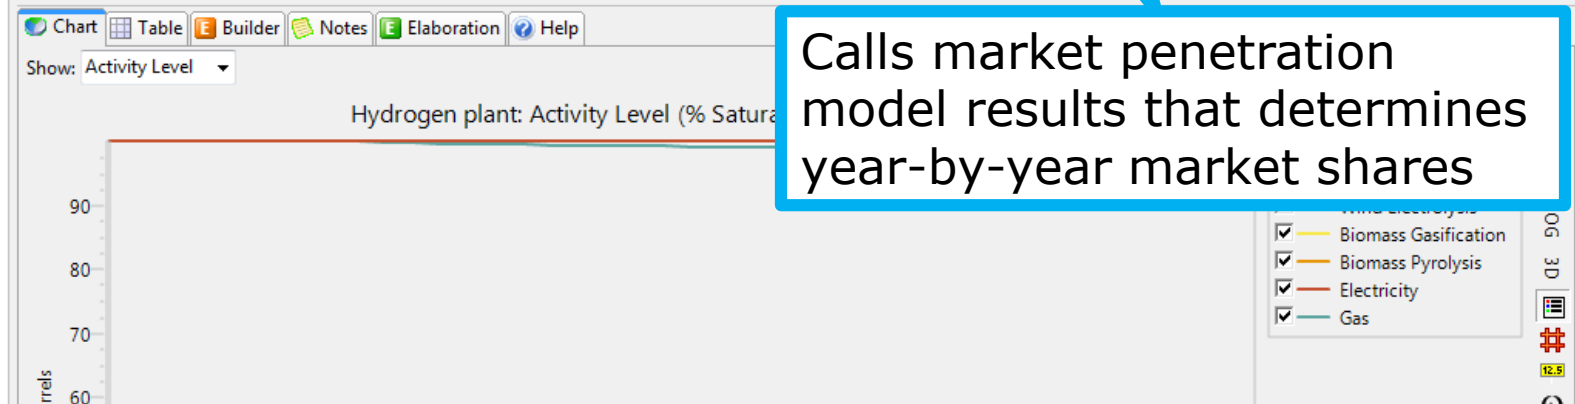 Chart Table Builder Notes Elaboration Help
Show: Activity Level
Calls market penetration
model results that determines
year-by-year market shares
Hydrogen plant: Activity Level (% Satura
90
80
70
60
Biomass Gasification
Biomass Pyrolysis
Electricity
Gas
OG
3D
12.5